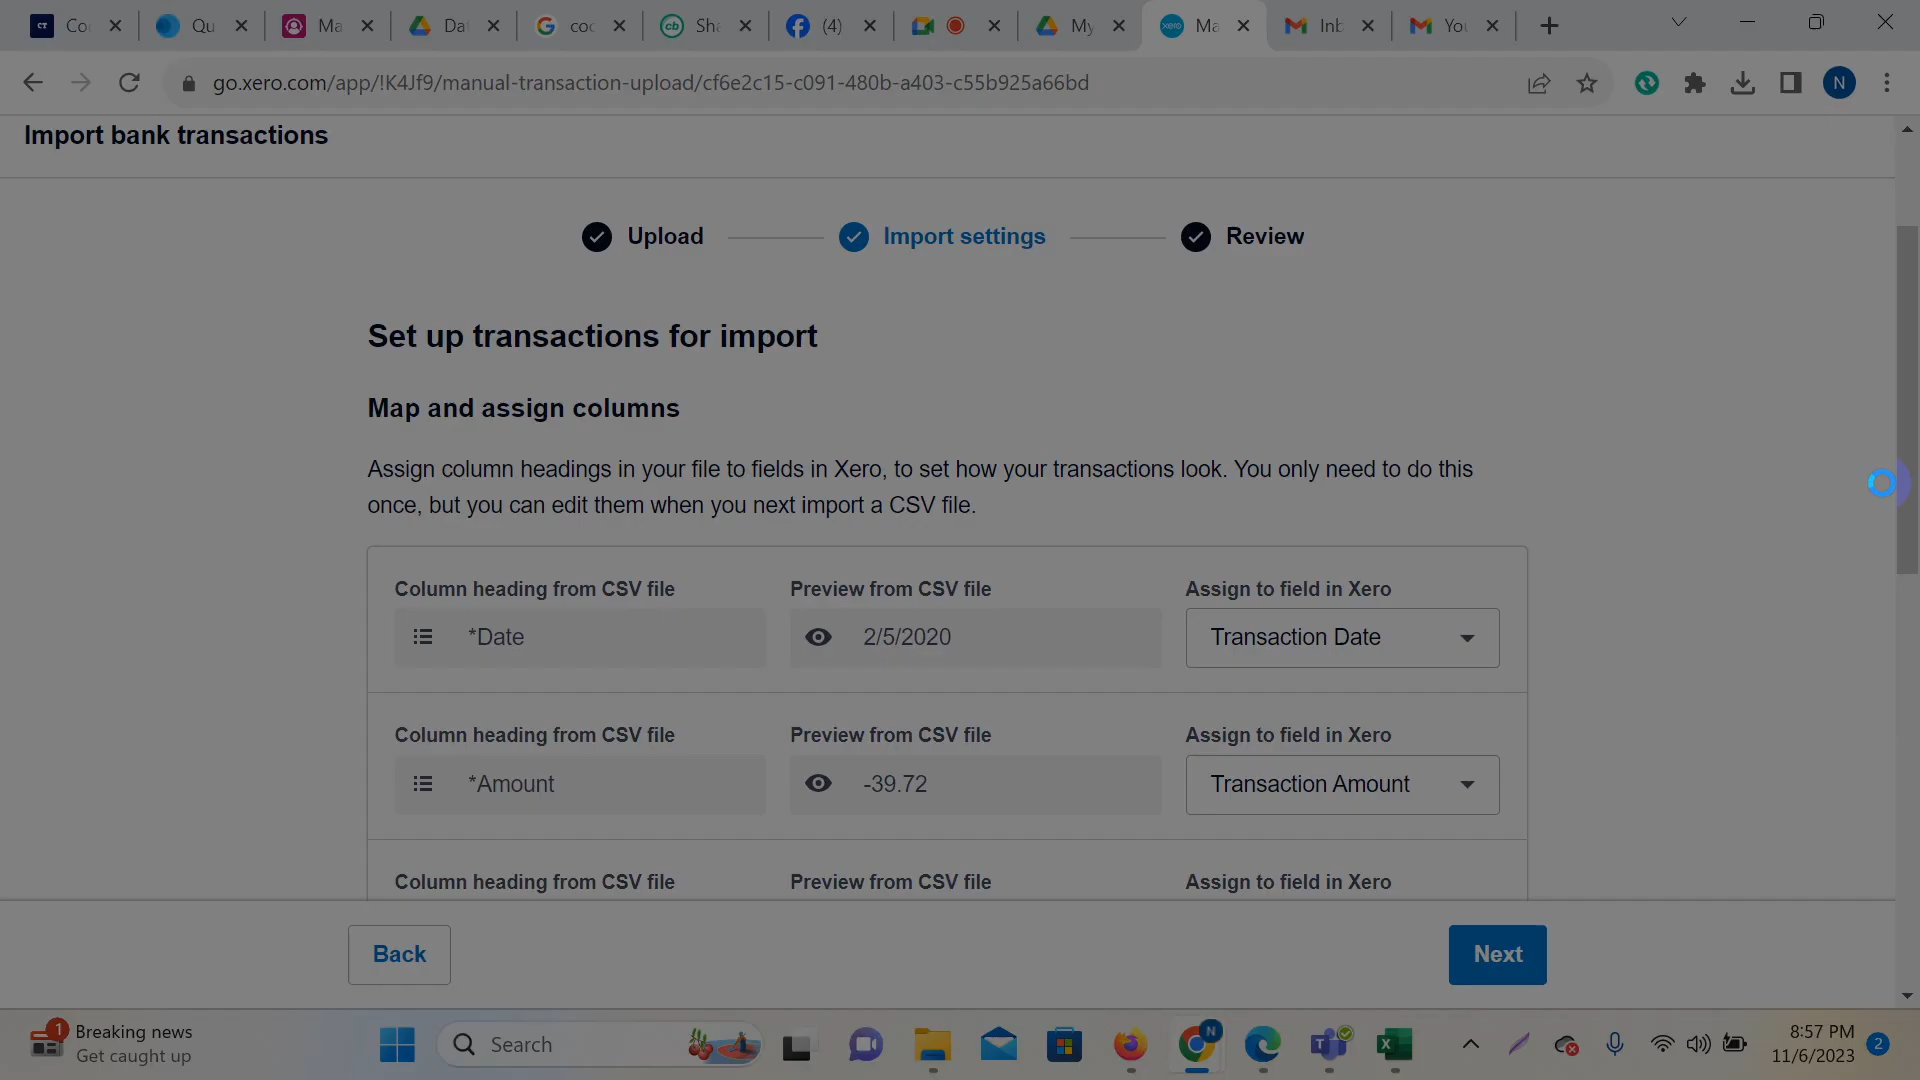 Co
Qu
Ma
Da
coc
Sha
(4)
My
Ma
Inb
You
go.xero.com/app/!K4Jf9/manual-transaction-upload/cf6e2c15-c091-480b-a403-c55b925a66bd
N
Import bank transactions
Upload
Import settings
Review
Set up transactions for import
Map and assign columns
Assign column headings in your file to fields in Xero, to set how your transactions look. You only need to do this
once, but you can edit them when you next import a CSV file.
Column heading from CSV file Preview from CSV file Assign to field in Xero
*Date 2/5/2020 Transaction Date
Column heading from CSV file Preview from CSV file Assign to field in Xero
*Amount -39.72 Transaction Amount
Column heading from CSV file Preview from CSV file Assign to field in Xero
Back
Next
1
Breaking news
Get caught up
Search
N
8:57 PM
11/6/2023
2